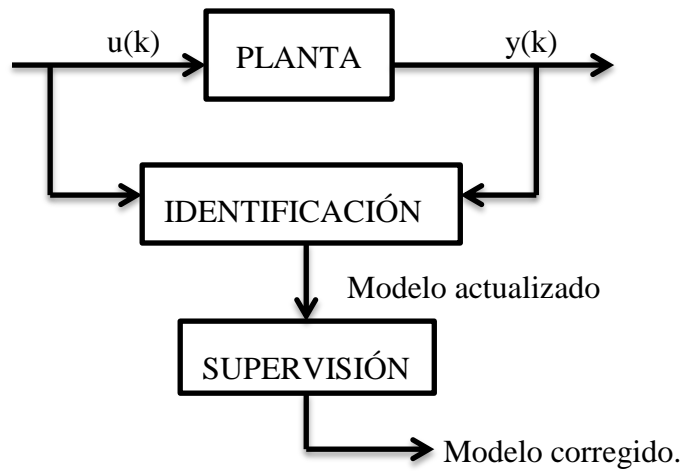 u(k)
PLANTA
y(k)
IDENTIFICACIÓN
Modelo actualizado
SUPERVISIÓN
Modelo corregido.